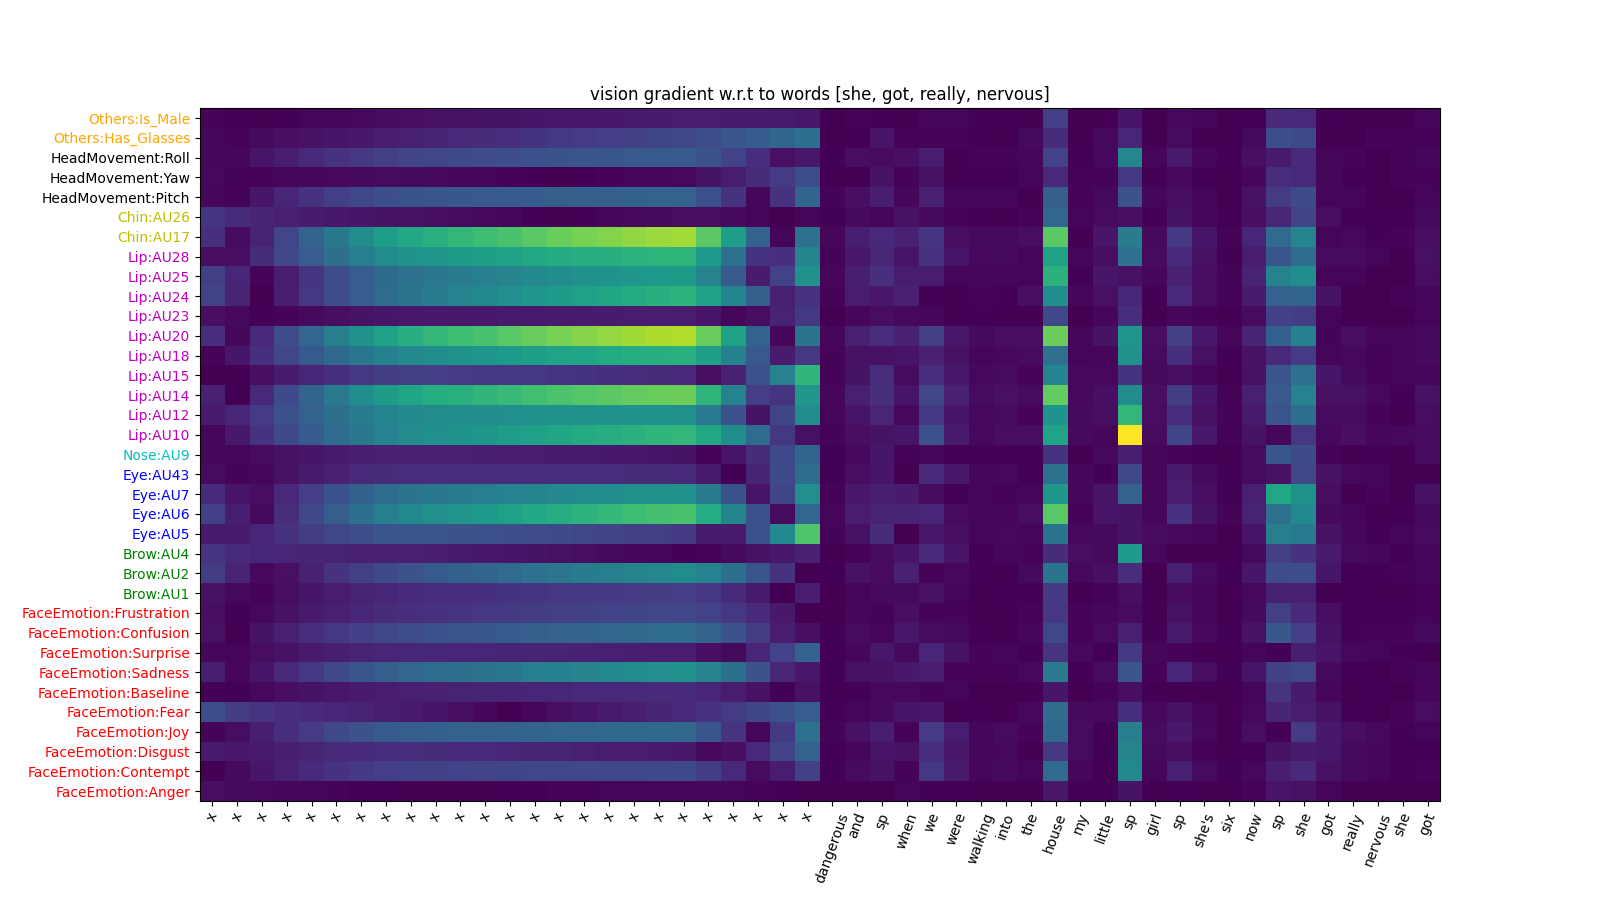 vision gradient w.r.t to words [she, got, really, nervous]
Others:Is_Male
Others:Has_Glasses
HeadMovement:Roll
HeadMovement:Yaw
HeadMovement:Pitch
Chin:AU26
Chin:AU17
Lip:AU28
Lip:AU25
Lip:AU24
Lip:AU23
Lip:AU20
Lip:AU18
Lip:AU15
Lip:AU14
Lip:AU12
Lip:AU10
Nose:AU9
Eye:AU43
Eye:AU7
Eye:AU6
Eye:AU5
Brow:AU4
Brow:AU2
Brow:AU1
FaceEmotion:Frustration
FaceEmotion:Confusion
FaceEmotion:Surprise
FaceEmotion:Sadness
FaceEmotion:Baseline
FaceEmotion:Fear
FaceEmotion:Joy
FaceEmotion:Disgust
FaceEmotion:Contempt
FaceEmotion:Anger
x x x x x x x x x x x x x x x x x x x x x x x x x dangerous and sp when we were walking into the house my little sp girl sp she's six now sp she got really nervous she got